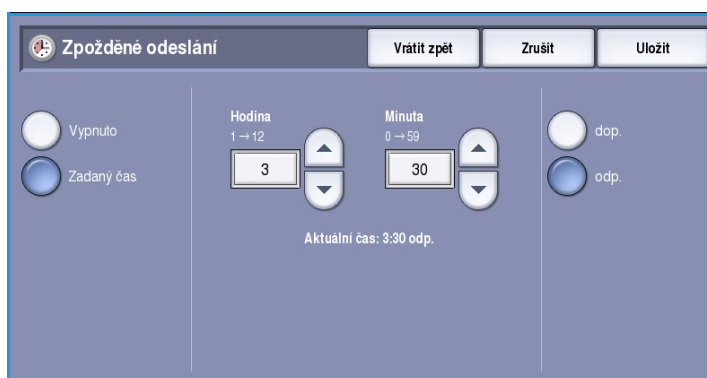 Zpožděné odeslání
Vrátit zpět
Zrušit
Uložit
Vypnuto
Zadaný čas
Hodina
1→12
3
Minuta
0→59
30
dop.
odp.
Aktuální čas: 3:30 odp.